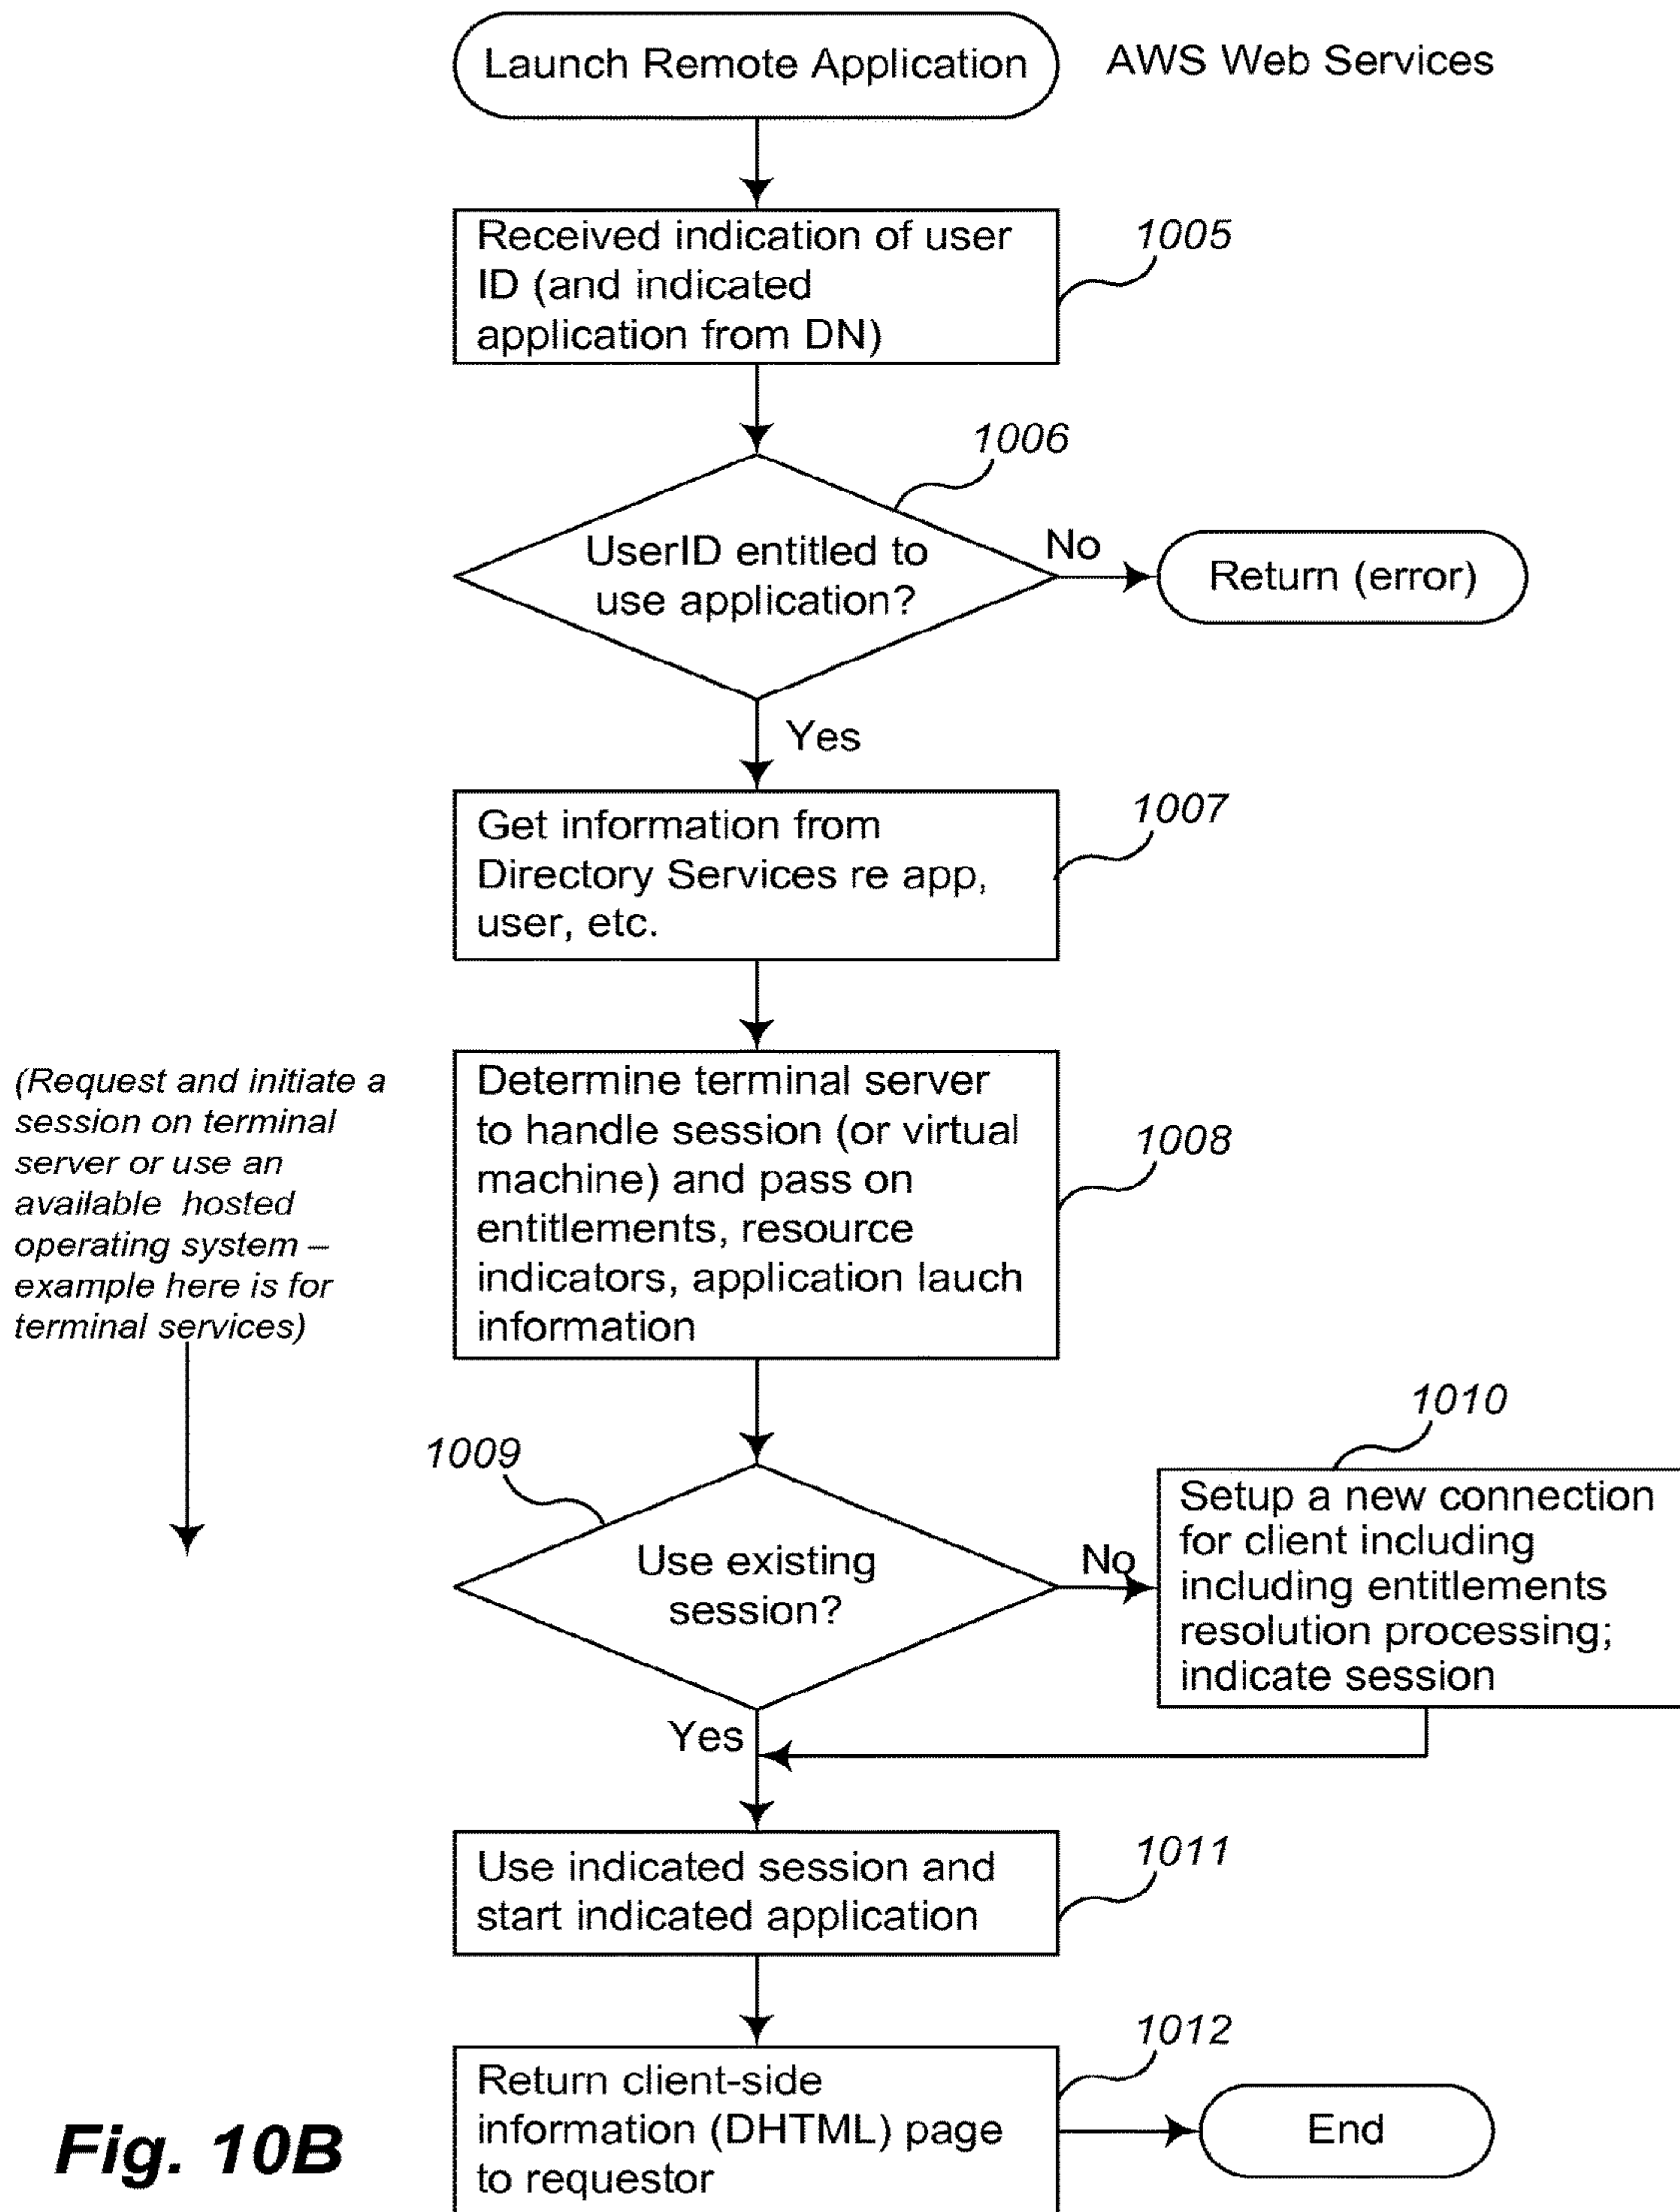 Launch Remote Application
AWS Web Services
Received indication of user
ID (and indicated
application from DN)
1005
1006
UserID entitled to
use application?
No
Return (error)
Yes
Get information from
Directory Services re app,
user, etc.
1007
(Request and initiate a
session on terminal
server or use an
available hosted
operating system –
example here is for
terminal services)
Determine terminal server
to handle session (or virtual
machine) and pass on
entitlements, resource
indicators, application lauch
information
1008
1009
Use existing
session?
No
1010
Setup a new connection
for client including
including entitlements
resolution processing;
indicate session
Yes
Use indicated session and
start indicated application
1011
Return client-side
information (DHTML) page
to requestor
1012
End
Fig. 10B